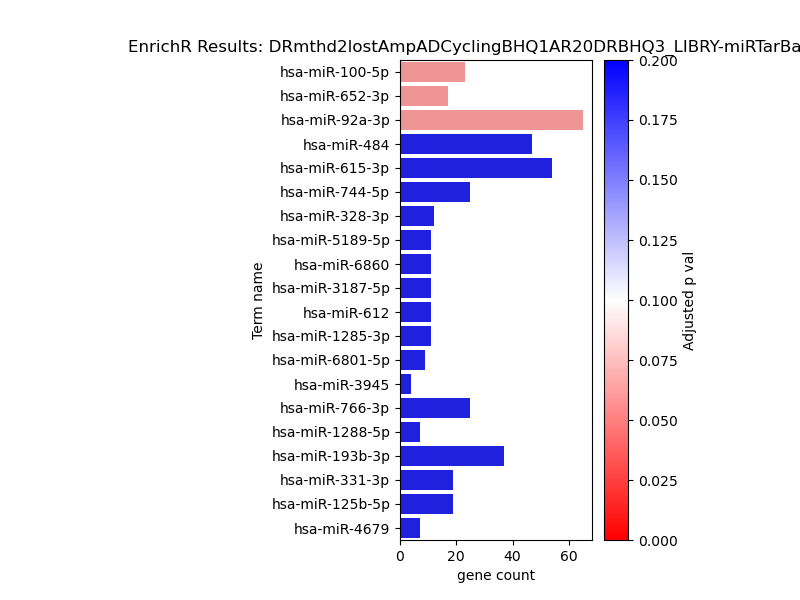 EnrichR Results: DRmthd2lostAmpADCyclingBHQ1AR20DRBHQ3_LIBRY-miRTarBa
hsa-miR-100-5p
hsa-miR-652-3p
hsa-miR-92a-3p
hsa-miR-484
hsa-miR-615-3p
hsa-miR-744-5p
hsa-miR-328-3p
hsa-miR-5189-5p
hsa-miR-6860
hsa-miR-3187-5p
hsa-miR-612
hsa-miR-1285-3p
hsa-miR-6801-5p
hsa-miR-3945
hsa-miR-766-3p
hsa-miR-1288-5p
hsa-miR-193b-3p
hsa-miR-331-3p
hsa-miR-125b-5p
hsa-miR-4679
Term name
0 20 40 60
gene count
0.200
0.175
0.150
0.125
0.100
0.075
0.050
0.025
0.000
Adjusted p val